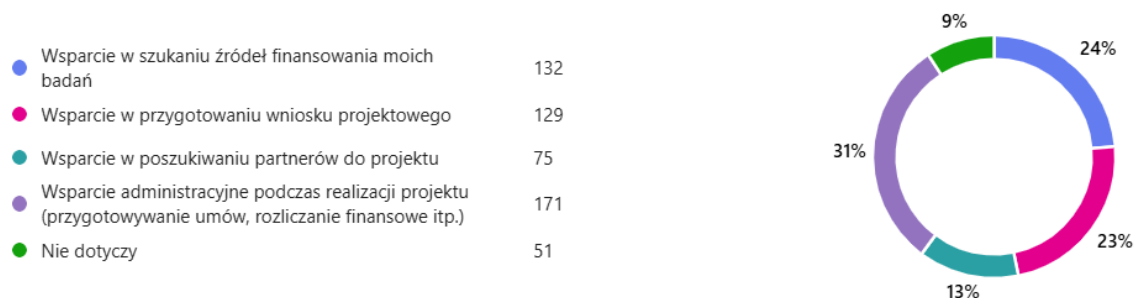 Wsparcie w szukaniu źródeł finansowania moich
badań
132
Wsparcie w przygotowaniu wniosku projektowego
129
Wsparcie w poszukiwaniu partnerów do projektu
75
Wsparcie administracyjne podczas realizacji projektu
(przygotowywanie umów, rozliczanie finansowe itp.)
171
Nie dotyczy
51
9%
24%
31%
23%
13%